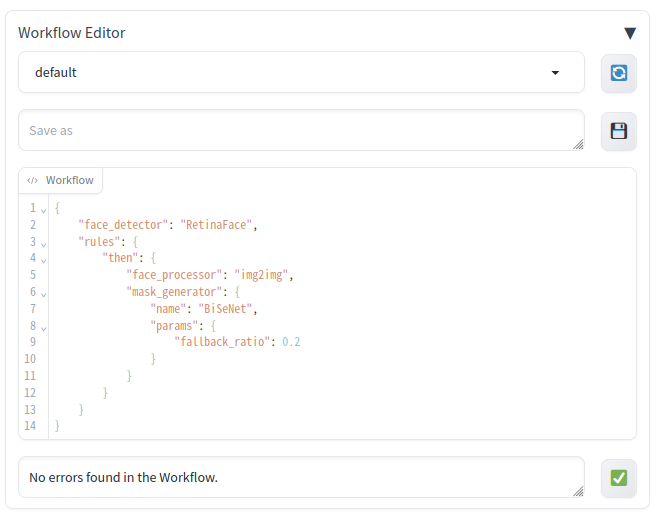 Workflow Editor ▼
default
Save as
</> Workflow
1 {
2     "face_detector": "RetinaFace",
3     "rules": {
4         "then": {
5             "face_processor": "img2img",
6             "mask_generator": {
7                 "name": "BiSeNet",
8                 "params": {
9                     "fallback_ratio": 0.2
10                 }
11             }
12         }
13     }
14 }
No errors found in the Workflow.